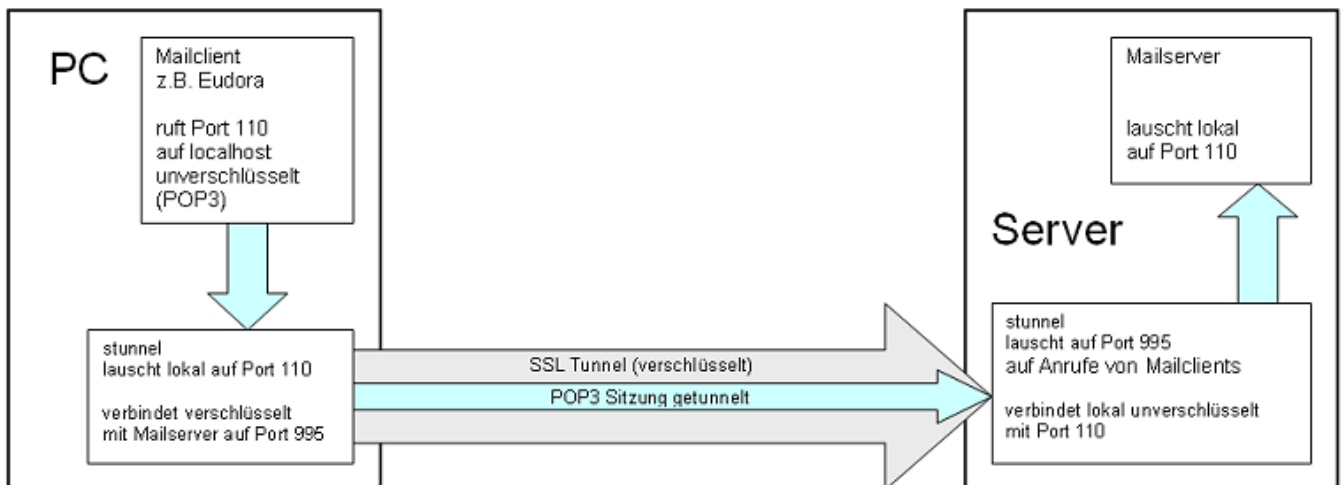 PC
Mailclient
z.B. Eudora
ruft Port 110
auf localhost
unverschlüsselt
(POP3)
stunnel
lauscht lokal auf Port 110
verbindet verschlüsselt
mit Mailserver auf Port 995
SSL Tunnel (verschlüsselt)
POP3 Sitzung getunnelt
Server
Mailserver
lauscht lokal
auf Port 110
stunnel
lauscht auf Port 995
auf Anrufe von Mailclients
verbindet lokal unverschlüsselt
mit Port 110